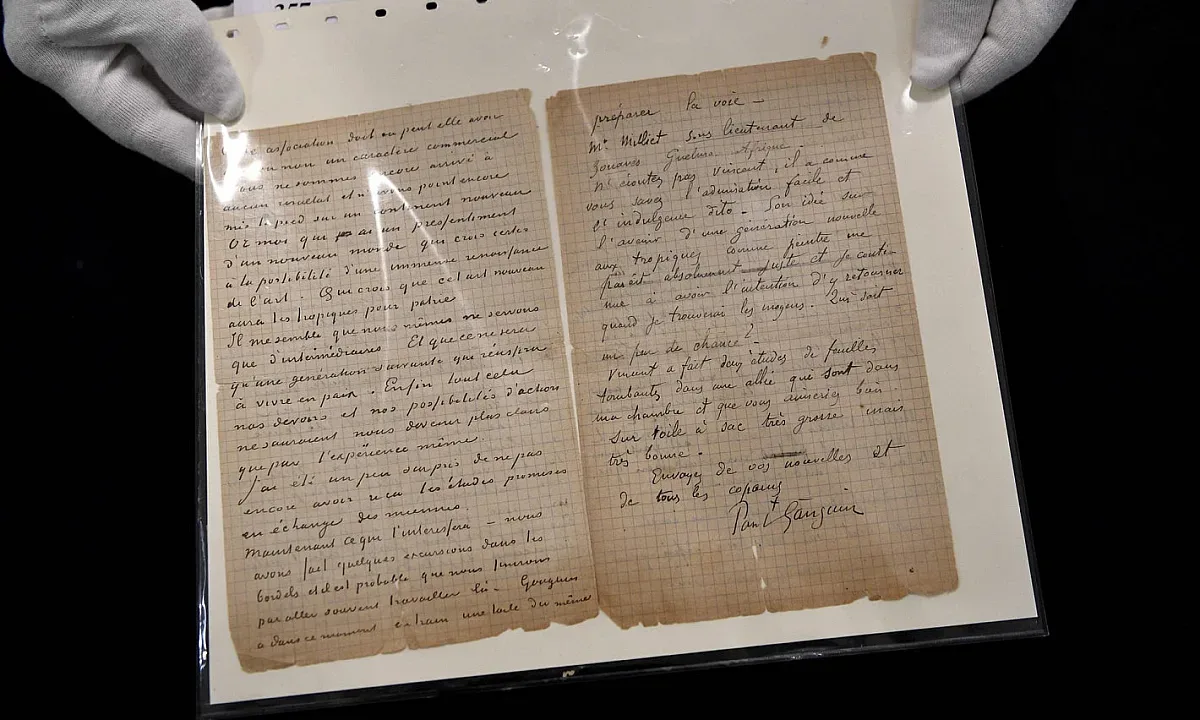 357
association doit ou peut elle avoir
ou non un caractère commercial
nous ne sommes encore arrivé à
aucun résultat et n'avons point encore
mis le pied sur un continent nouveau
Or moi qui ai un pressentiment
d'un nouveau monde qui crois certes
à la possibilité d'une immense renaissance
de l'art. Qui crois que cet art nouveau
aura les tropiques pour patrie
Il me semble que nous mêmes ne servons
que d'intermédiaires. Et que ce ne sera
qu'une génération suivante qui réussira
à vivre en paix. Enfin tout cela
nos devoirs et nos possibilités d'action
ne sauraient nous devenir plus clairs
que par l'expérience même.
J'ai été un peu surpris de ne pas
encore avoir reçu les études promises
en échange des miennes.
Maintenant ce qui t'interessera – nous
avons fait quelques excursions dans les
bordels et il est probable que nous finirons
par aller souvent travailler là – Gauguin
a dans ce moment en train une toile du même
préparer la voie –
Mr Milliet sous lieutenant de
Zouaves Guelma Afrique.
N'écoutez pas Vincent, il a comme
vous savez l'admiration facile et
l'indulgence dito – Son idée sur
l'avenir d'une génération nouvelle
aux tropiques comme peintre me
paraît absolument juste et je conti
nue à avoir l'intention d'y retourner
quand je trouverai les moyens. Qui sait
un peu de chance?
Vincent a fait deux études de feuilles
tombantes dans une allée qui sont dans
ma chambre et que vous aimeriez bien
sur toile à sac très grosse mais
très bonne.
Envoyez de vos nouvelles et
de tous les copains
Paul Gauguin